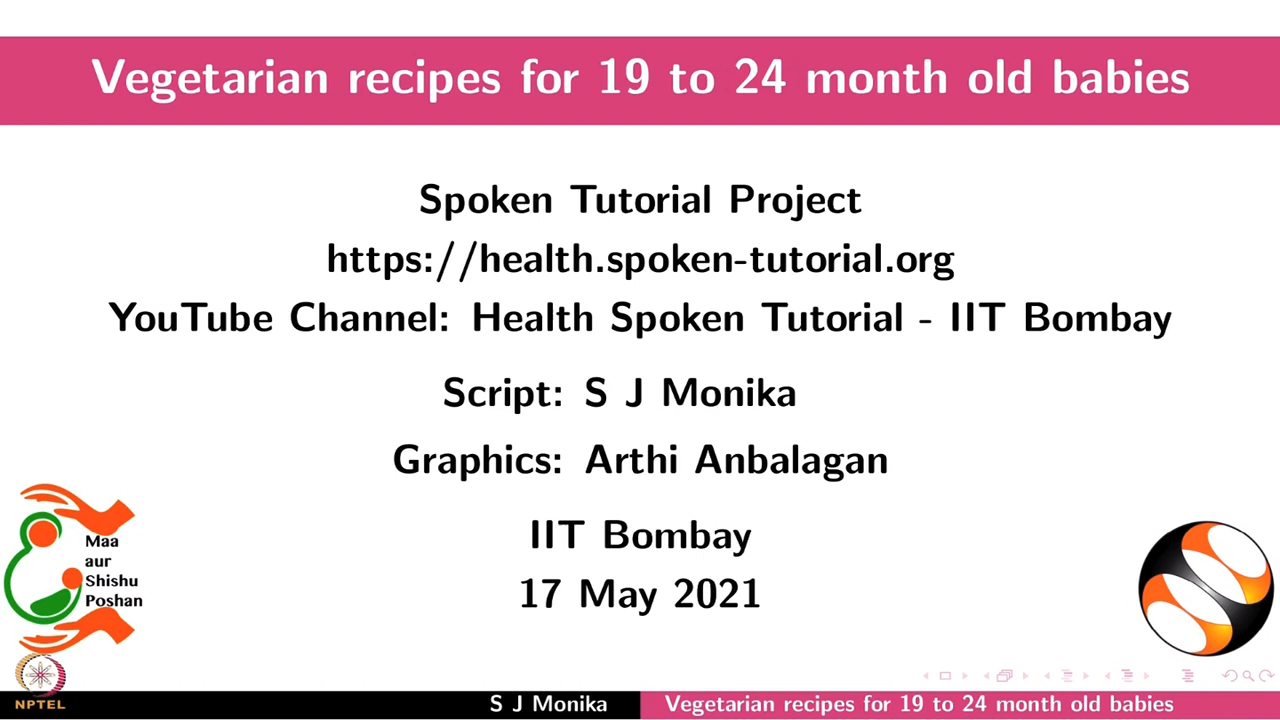 Vegetarian recipes for 19 to 24 month old babies
Spoken Tutorial Project
https://health.spoken-tutorial.org
YouTube Channel: Health Spoken Tutorial - IIT Bombay
Script: S J Monika
Graphics: Arthi Anbalagan
IIT Bombay
17 May 2021
Maa
aur
Shishu
Poshan
NPTEL
S J Monika
Vegetarian recipes for 19 to 24 month old babies